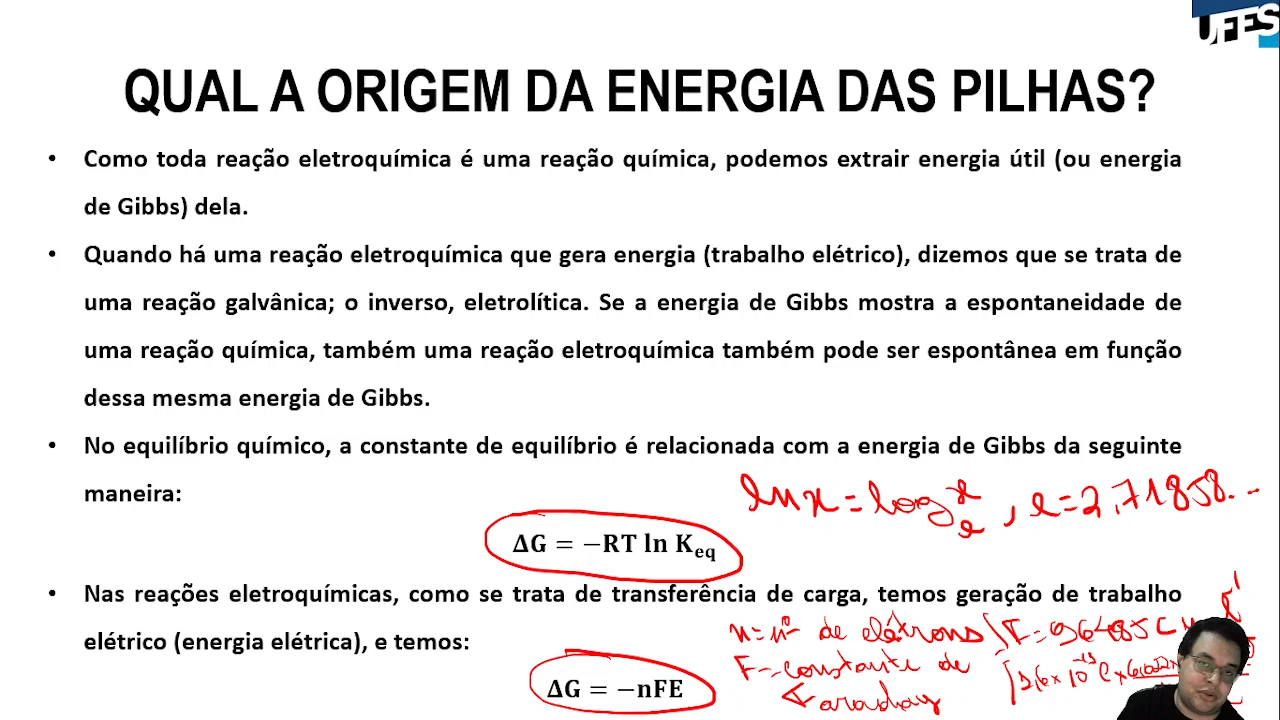 UFES
QUAL A ORIGEM DA ENERGIA DAS PILHAS?
• Como toda reação eletroquímica é uma reação química, podemos extrair energia útil (ou energia
de Gibbs) dela.
• Quando há uma reação eletroquímica que gera energia (trabalho elétrico), dizemos que se trata de
uma reação galvânica; o inverso, eletrolítica. Se a energia de Gibbs mostra a espontaneidade de
uma reação química, também uma reação eletroquímica também pode ser espontânea em função
dessa mesma energia de Gibbs.
• No equilíbrio químico, a constante de equilíbrio é relacionada com a energia de Gibbs da seguinte
maneira:
ln x = log_e^x, e = 2,71858...
ΔG = −RT ln K_eq
• Nas reações eletroquímicas, como se trata de transferência de carga, temos geração de trabalho
elétrico (energia elétrica), e temos:
n = nº de elétrons F = 96485 C
F = constante de
Faraday
ΔG = −nFE